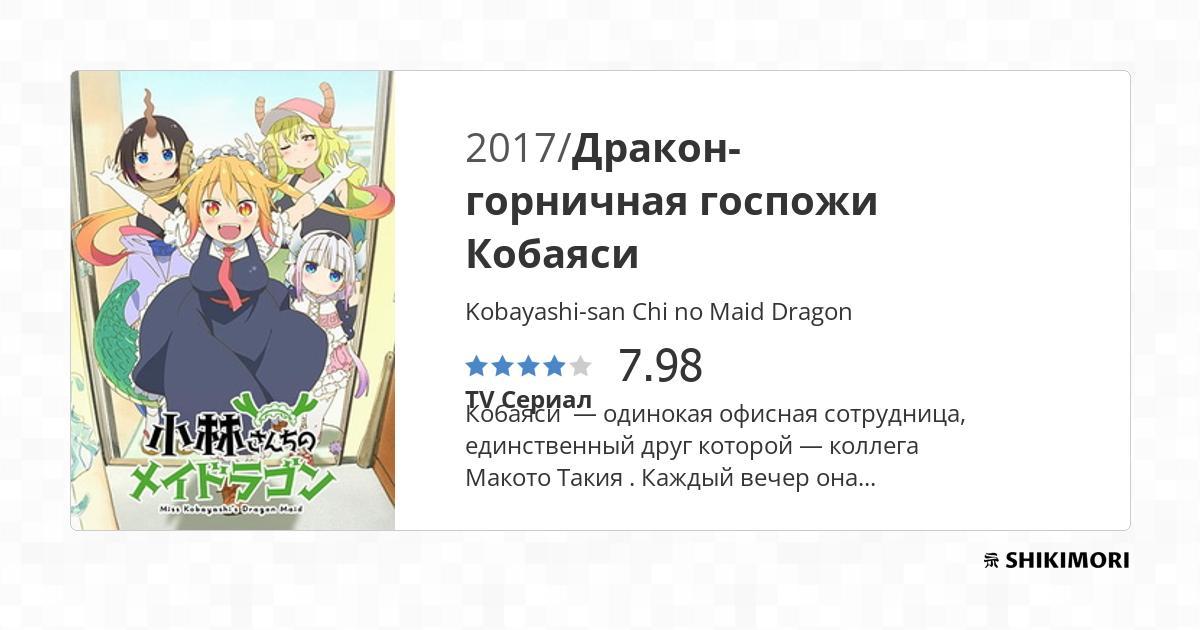 2017/Дракон-
горничная госпожи
Кобаяси
Kobayashi-san Chi no Maid Dragon
7.98
TV Сериал
Кобаяси — одинокая офисная сотрудница,
единственный друг которой — коллега
Макото Такия . Каждый вечер она...
小林さんちの
メイドラゴン
Miss Kobayashi's Dragon Maid
SHIKIMORI